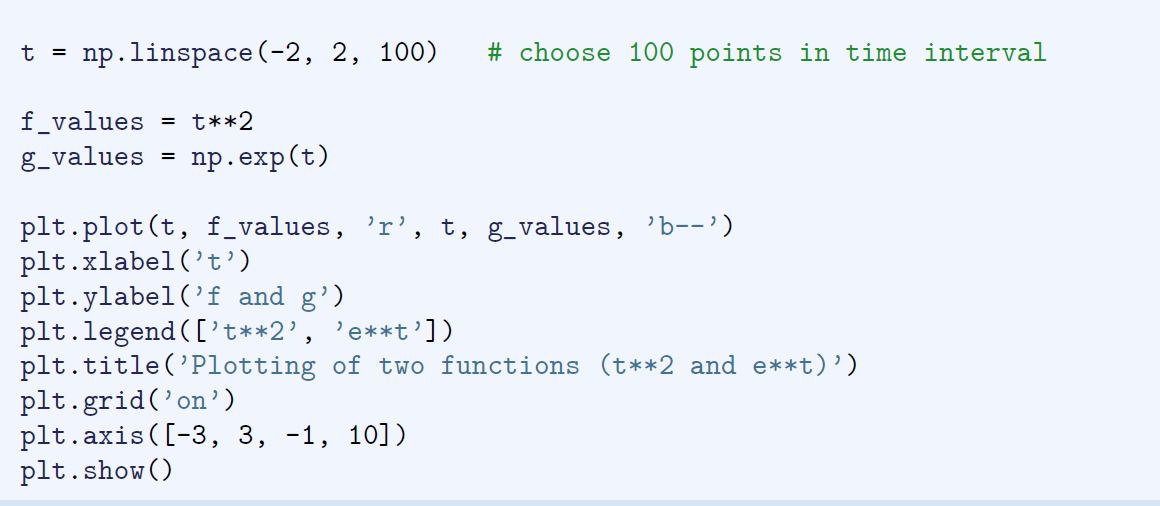 t = np.linspace(-2, 2, 100)   # choose 100 points in time interval
f_values = t**2
g_values = np.exp(t)
plt.plot(t, f_values, ’r’, t, g_values, ’b--’)
plt.xlabel(’t’)
plt.ylabel(’f and g’)
plt.legend([’t**2’, ’e**t’])
plt.title(’Plotting of two functions (t**2 and e**t)’)
plt.grid(’on’)
plt.axis([-3, 3, -1, 10])
plt.show()